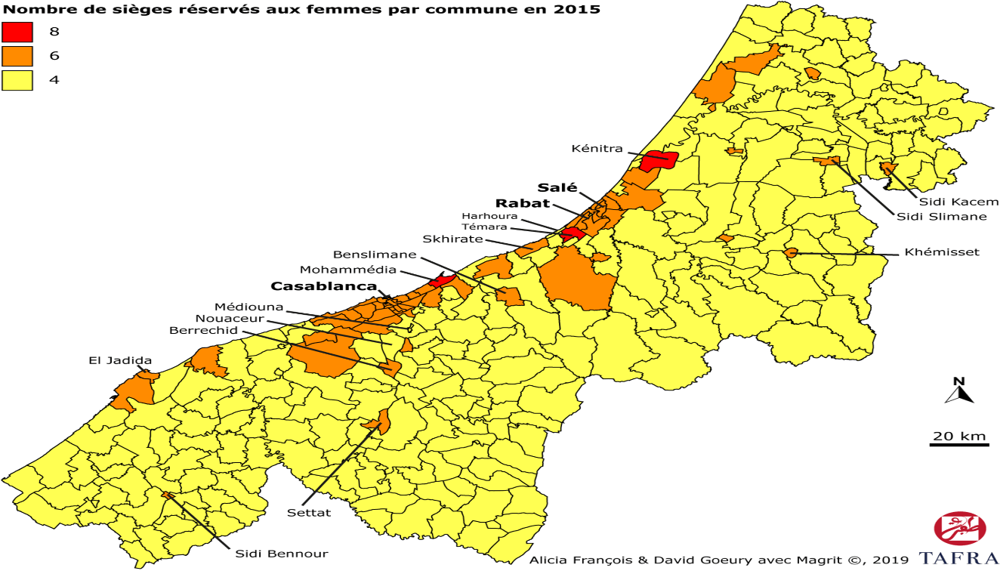 Nombre de sièges réservés aux femmes par commune en 2015
8
6
4
Kénitra
Salé
Rabat
Harhoura
Témara
Skhirate
Benslimane
Mohammédia
Casablanca
Médiouna
Nouaceur
Berrechid
El Jadida
Sidi Kacem
Sidi Slimane
Khémisset
N
20 km
Settat
Sidi Bennour
Alicia François & David Goeury avec Magrit ©, 2019
TAFRA